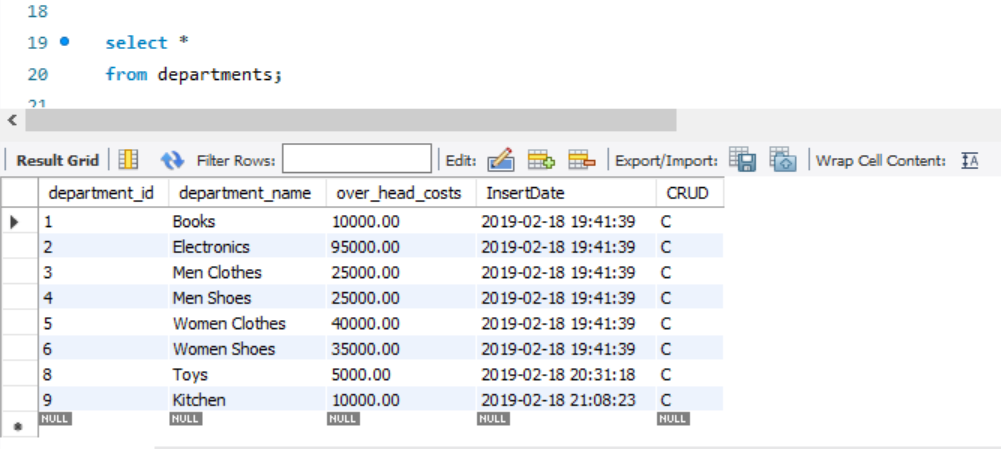 18
19 select *
20 from departments;
21
Result Grid Filter Rows: Edit: Export/Import: Wrap Cell Content: IA
department_id department_name over_head_costs InsertDate CRUD
1 Books 10000.00 2019-02-18 19:41:39 C
2 Electronics 95000.00 2019-02-18 19:41:39 C
3 Men Clothes 25000.00 2019-02-18 19:41:39 C
4 Men Shoes 25000.00 2019-02-18 19:41:39 C
5 Women Clothes 40000.00 2019-02-18 19:41:39 C
6 Women Shoes 35000.00 2019-02-18 19:41:39 C
8 Toys 5000.00 2019-02-18 20:31:18 C
9 Kitchen 10000.00 2019-02-18 21:08:23 C
NULL NULL NULL NULL NULL